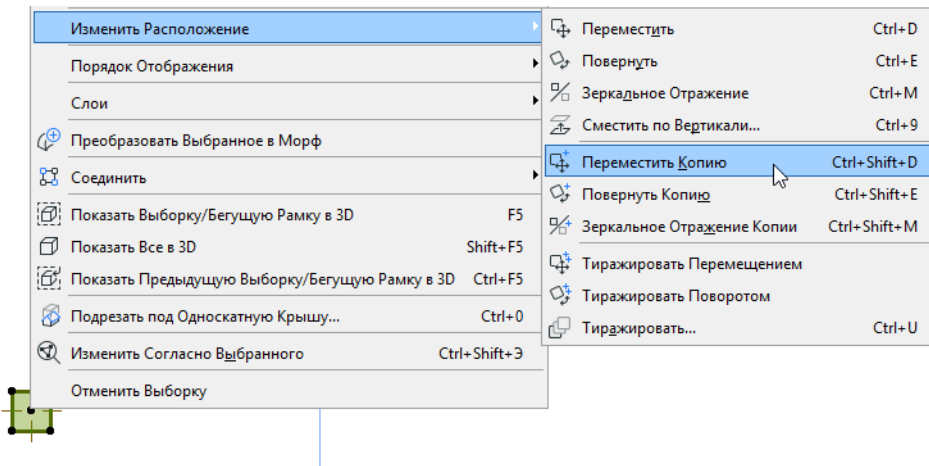 Изменить Расположение
Порядок Отображения
Слои
Преобразовать Выбранное в Морф
Соединить
Показать Выборку/Бегущую Рамку в 3D F5
Показать Все в 3D Shift+F5
Показать Предыдущую Выборку/Бегущую Рамку в 3D Ctrl+F5
Подрезать под Односкатную Крышу... Ctrl+0
Изменить Согласно Выбранного Ctrl+Shift+Э
Отменить Выборку
Переместить Ctrl+D
Повернуть Ctrl+E
Зеркальное Отражение Ctrl+M
Сместить по Вертикали... Ctrl+9
Переместить Копию Ctrl+Shift+D
Повернуть Копию Ctrl+Shift+E
Зеркальное Отражение Копии Ctrl+Shift+M
Тиражировать Перемещением
Тиражировать Поворотом
Тиражировать... Ctrl+U